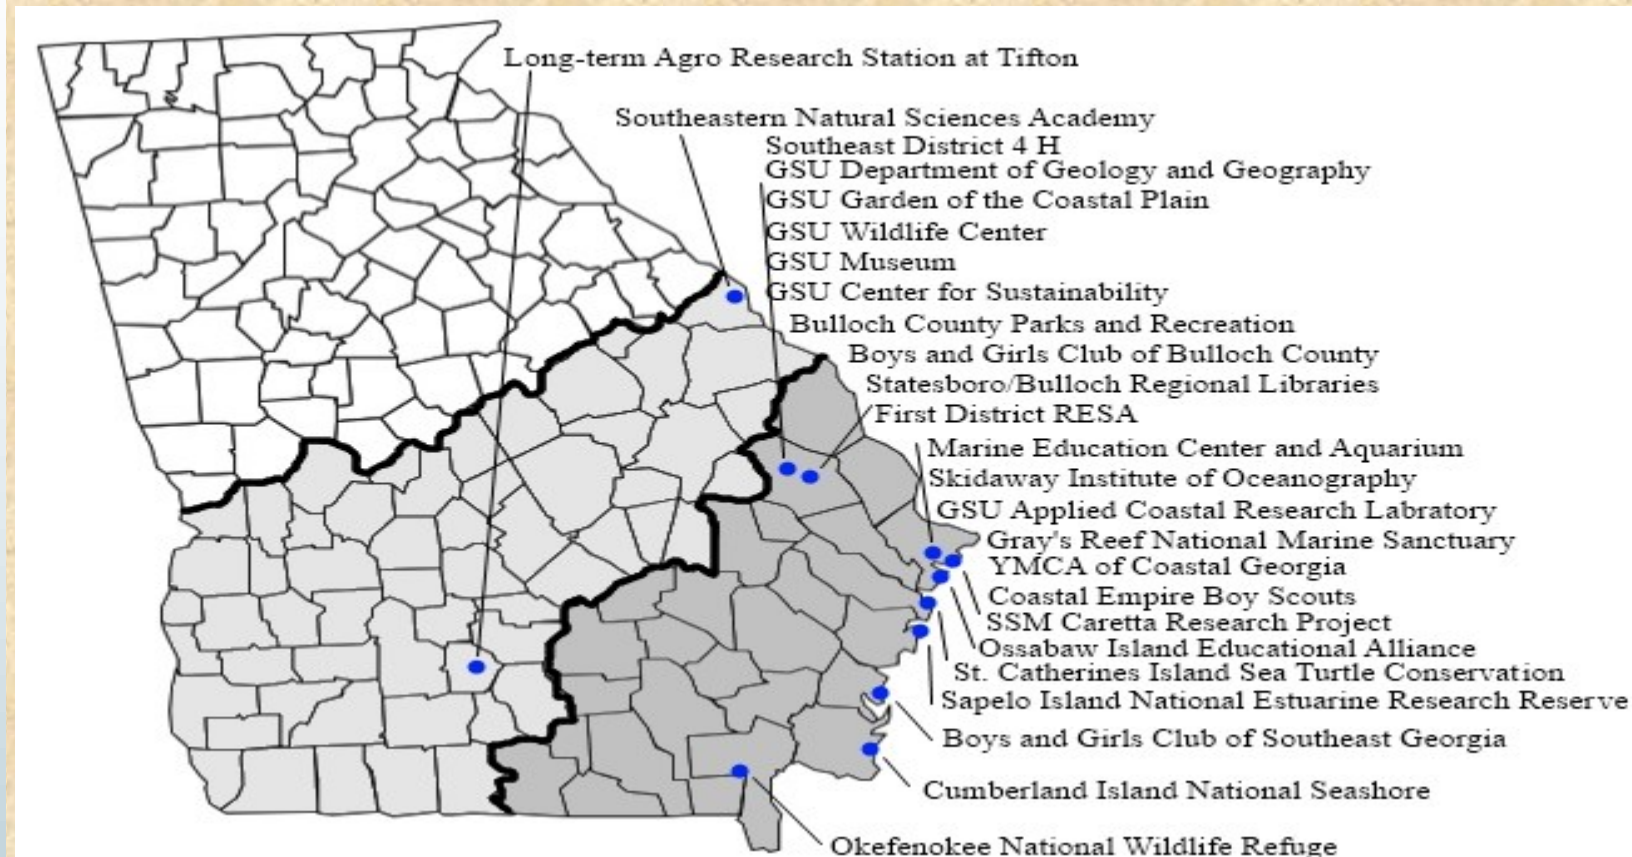 Long-term Agro Research Station at Tifton
Southeastern Natural Sciences Academy
Southeast District 4 H
GSU Department of Geology and Geography
GSU Garden of the Coastal Plain
GSU Wildlife Center
GSU Museum
GSU Center for Sustainability
Bulloch County Parks and Recreation
Boys and Girls Club of Bulloch County
Statesboro/Bulloch Regional Libraries
First District RESA
Marine Education Center and Aquarium
Skidaway Institute of Oceanography
GSU Applied Coastal Research Labratory
Gray's Reef National Marine Sanctuary
YMCA of Coastal Georgia
Coastal Empire Boy Scouts
SSM Caretta Research Project
Ossabaw Island Educational Alliance
St. Catherines Island Sea Turtle Conservation
Sapelo Island National Estuarine Research Reserve
Boys and Girls Club of Southeast Georgia
Cumberland Island National Seashore
Okefenokee National Wildlife Refuge